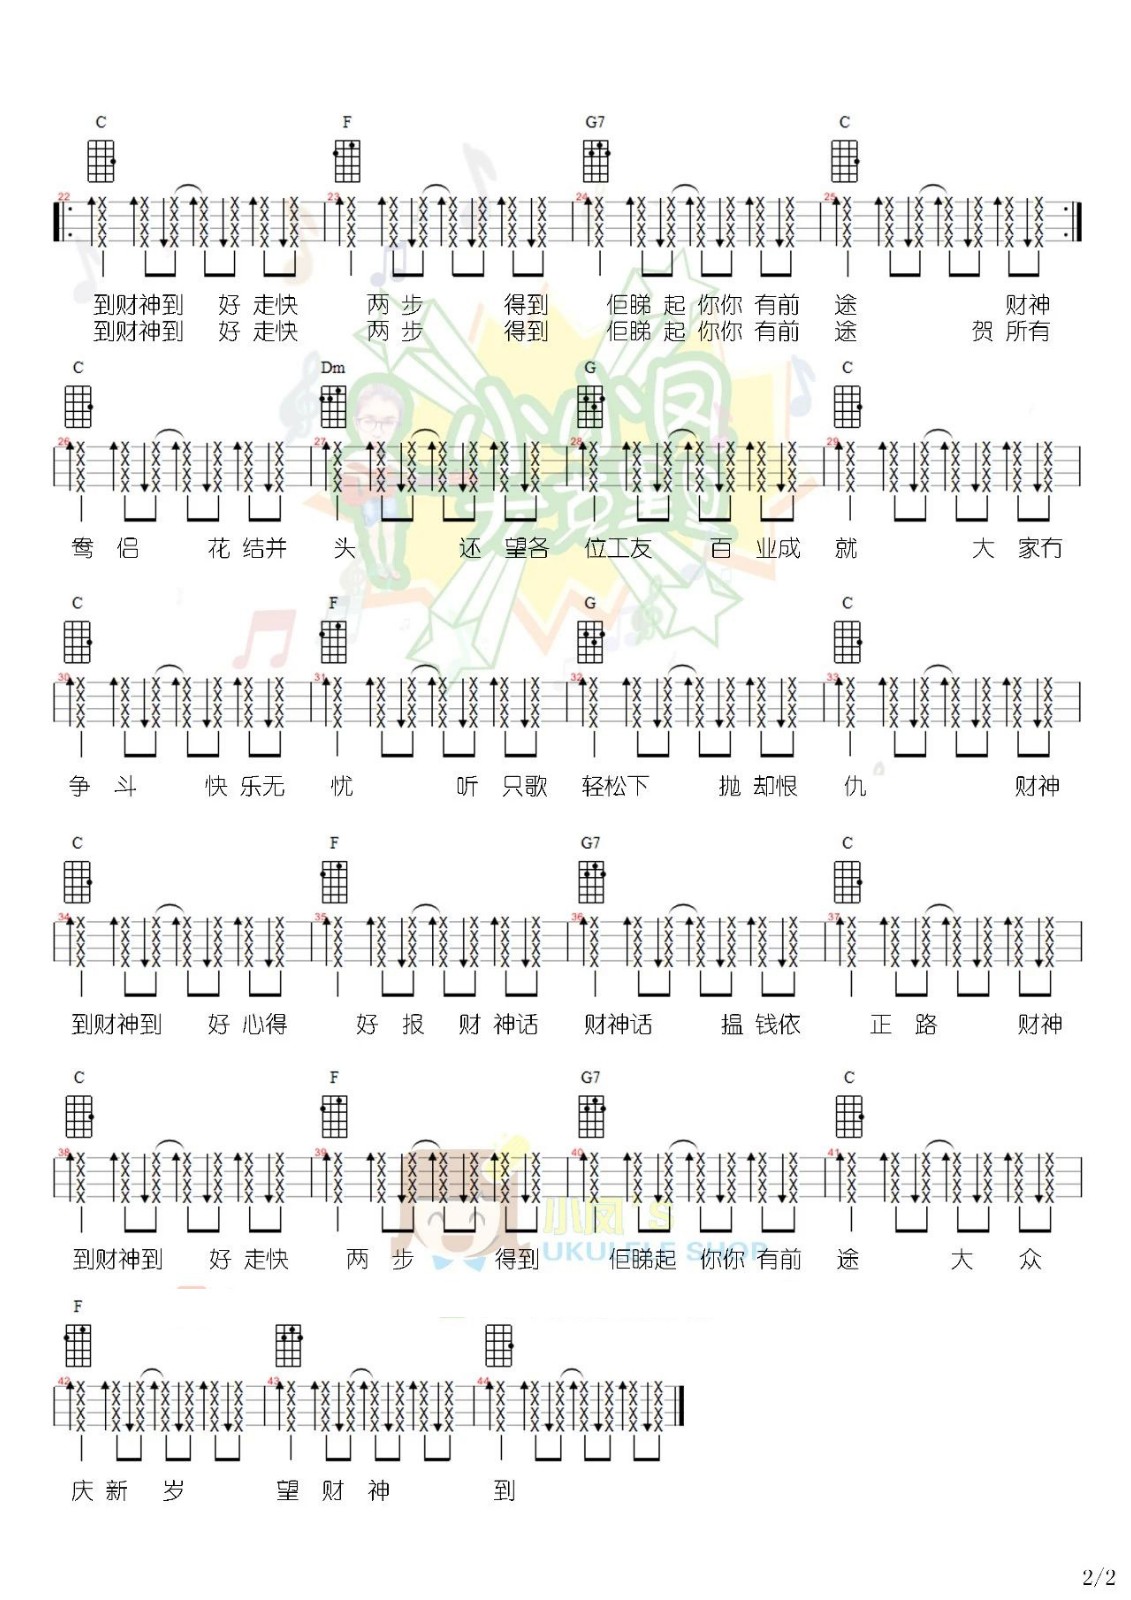 C F G7 C
22 23 24 25
到财神到 好 走快 两 步 得到 佢睇 起 你你 有前 途 财神
到财神到 好 走快 两 步 得到 佢睇 起 你你 有前 途 贺 所有
C Dm G C
26 27 28 29
鸯 侣 花 结并 头 还 望各 位工友 百 业成 就 大 家冇
C F G C
30 31 32 33
争 斗 快 乐无 忧 听 只歌 轻松下 抛 却恨 仇 财神
C F G7 C
34 35 36 37
到财神到 好 心得 好 报 财 神话 财神话 揾 钱依 正 路 财神
C F G7 C
38 39 40 41
到财神到 好 走快 两 步 得到 佢睇起 你你 有前 途 大 众
小凤's
UKULELE SHOP
F
42 43 44
庆 新 岁 望 财 神 到
2/2